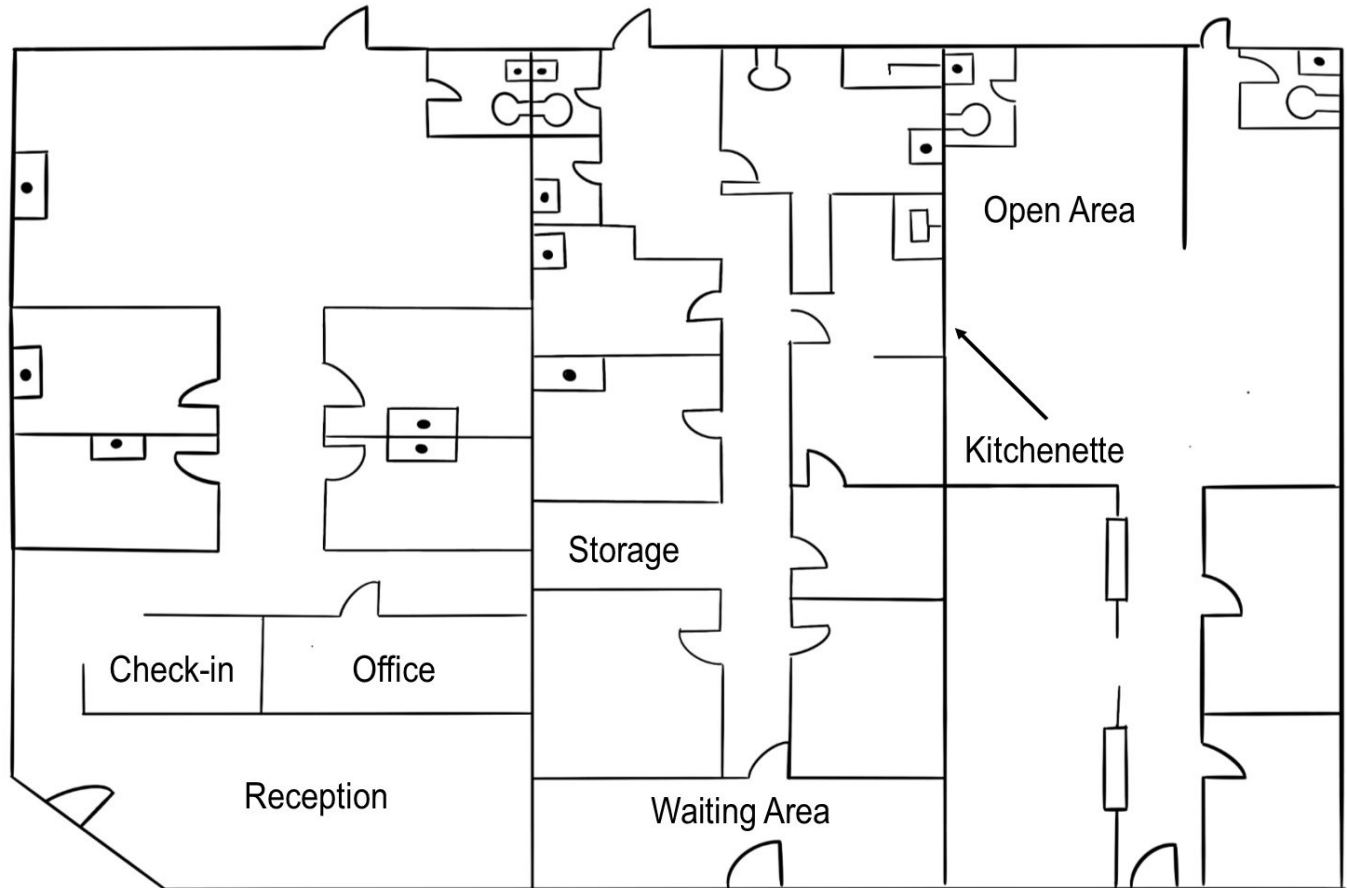 Open Area
Kitchenette
Storage
Check-in
Office
Reception
Waiting Area